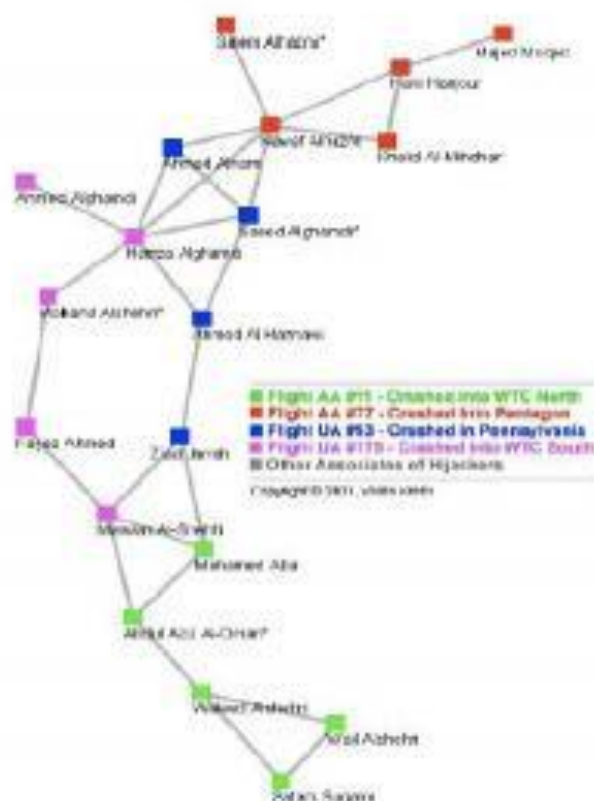 Salem Alhazmi*
Majed Moqed
Hani Hanjour
Nawaf Alhazmi
Khalid Al-Mihdhar
Ahmed Alnami
Ahmed Alghamdi
Saeed Alghamdi*
Hamza Alghamdi
Mohand Alshehri*
Ahmed Al-Haznawi
Flight AA #11 - Crashed into WTC North
Flight AA #77 - Crashed into Pentagon
Flight UA #93 - Crashed in Pennsylvania
Flight UA #175 - Crashed into WTC South
Other Associates of Hijackers
Fayez Ahmed
Ziad Jarrah
Copyright © 2001,
Marwan Al-Shehhi
Mohamed Atta
Abdul Aziz Al-Omari*
Waleed Alshehri
Wail Alshehri
Satam Suqami